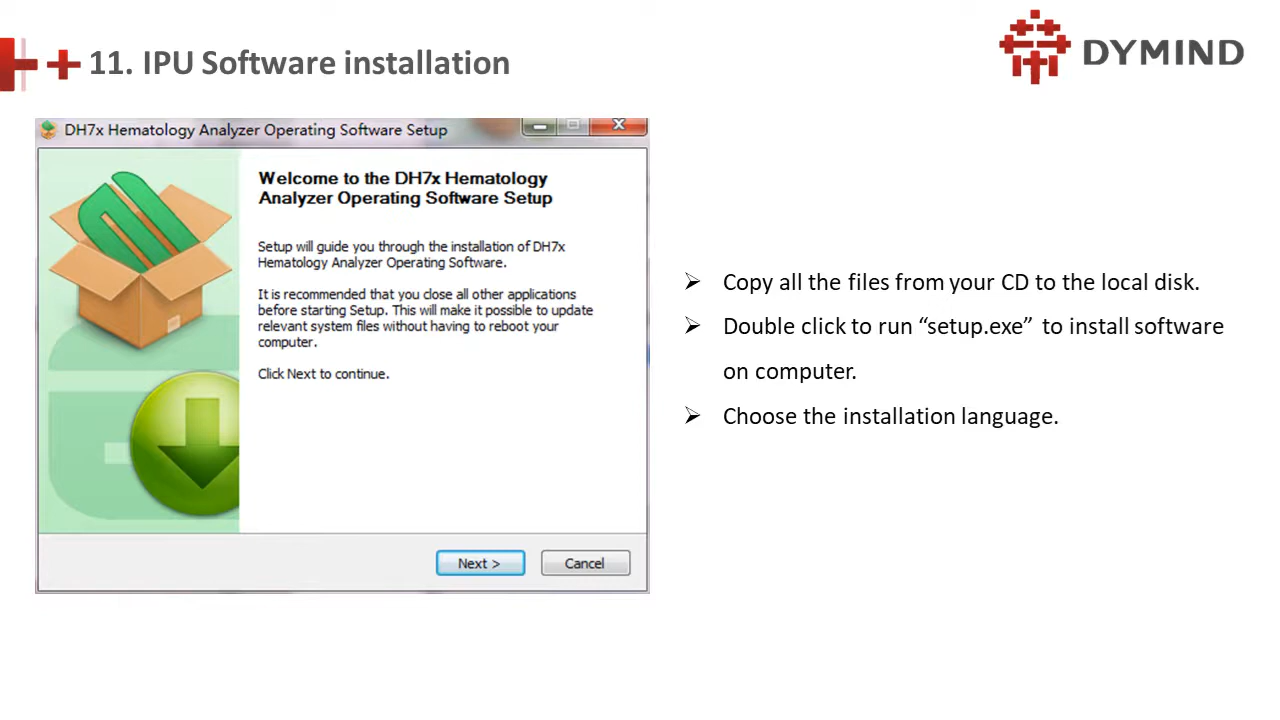 11. IPU Software installation
DYMIND
DH7x Hematology Analyzer Operating Software Setup
Welcome to the DH7x Hematology
Analyzer Operating Software Setup
Setup will guide you through the installation of DH7x
Hematology Analyzer Operating Software.
It is recommended that you close all other applications
before starting Setup. This will make it possible to update
relevant system files without having to reboot your
computer.
Click Next to continue.
Next >
Cancel
Copy all the files from your CD to the local disk.
Double click to run “setup.exe” to install software
on computer.
Choose the installation language.